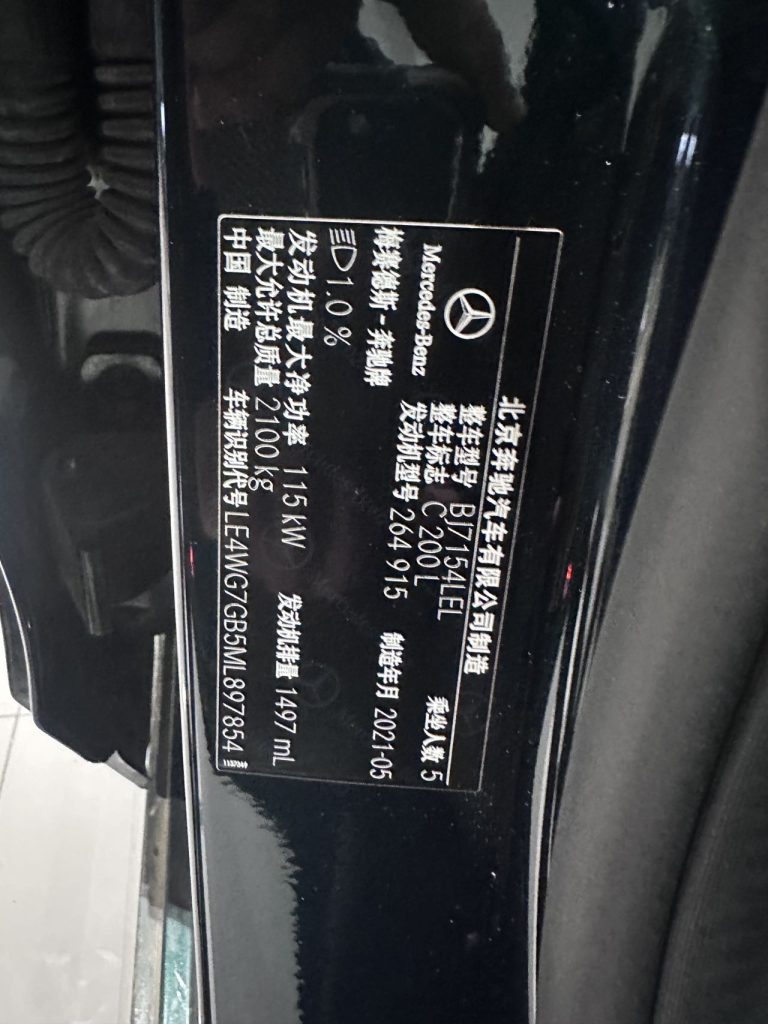 北京奔驰汽车有限公司制造
Mercedes-Benz
梅赛德斯-奔驰牌
整车型号 BJ7154LEL 乘坐人数 5
整车标志 C 200 L
发动机型号 264 915 制造年月 2021-05
1.0 %
发动机最大净功率 115 kW 发动机排量 1497 mL
最大允许总质量 2100 kg
中国 制造 车辆识别代号 LE4WG7GB5ML897854